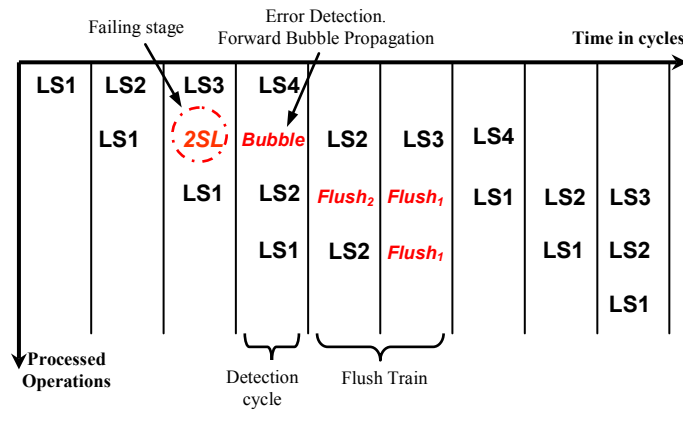 Error Detection.
Failing stage
Forward Bubble Propagation
Time in cycles
LS1 LS2 LS3 LS4
LS1 2SL Bubble LS2 LS3 LS4
LS1 LS2 Flush2 Flush1 LS1 LS2 LS3
LS1 LS2 Flush1 LS1 LS2
LS1
Processed
Operations
Detection
cycle
Flush Train